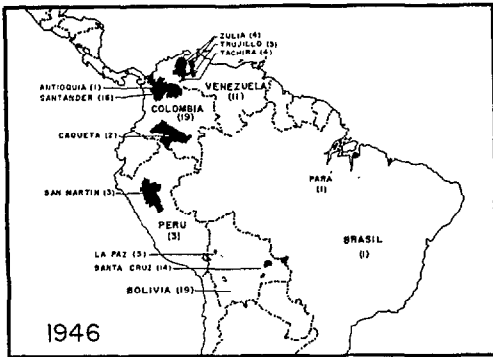 ZULIA (4)
TRUJILLO (3)
TACHIRA (4)
ANTIOQUIA (1)
SANTANDER (16)
VENEZUELA
(11)
COLOMBIA
(19)
CAQUETA (2)
PARÁ
(1)
SAN MARTIN (3)
PERU
(3)
BRASIL
(1)
LA PAZ (5)
SANTA CRUZ (14)
BOLIVIA (19)
1946